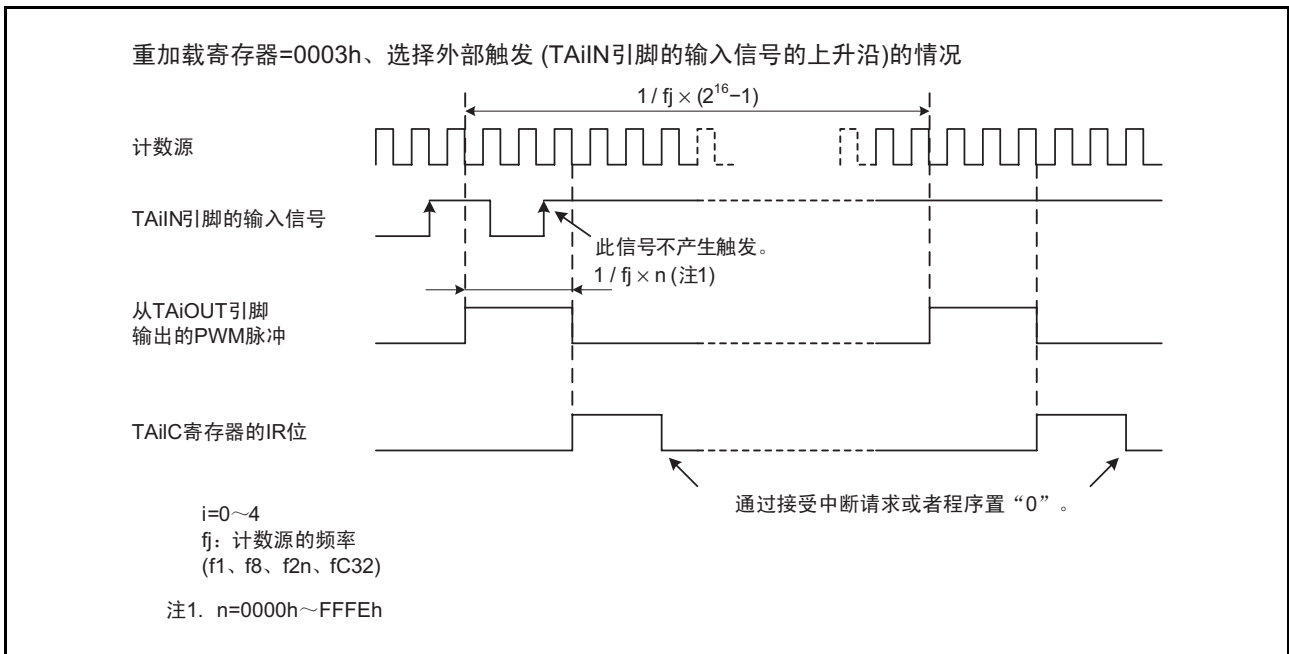 重加载寄存器=0003h、选择外部触发 (TAiIN引脚的输入信号的上升沿)的情况
1 / fj × (2¹⁶−1)
计数源
TAiIN引脚的输入信号
此信号不产生触发。
1 / fj × n (注1)
从TAiOUT引脚
输出的PWM脉冲
TAiIC寄存器的IR位
通过接受中断请求或者程序置“0”。
i=0～4
fj：计数源的频率
(f1、f8、f2n、fC32)
注1. n=0000h～FFFEh